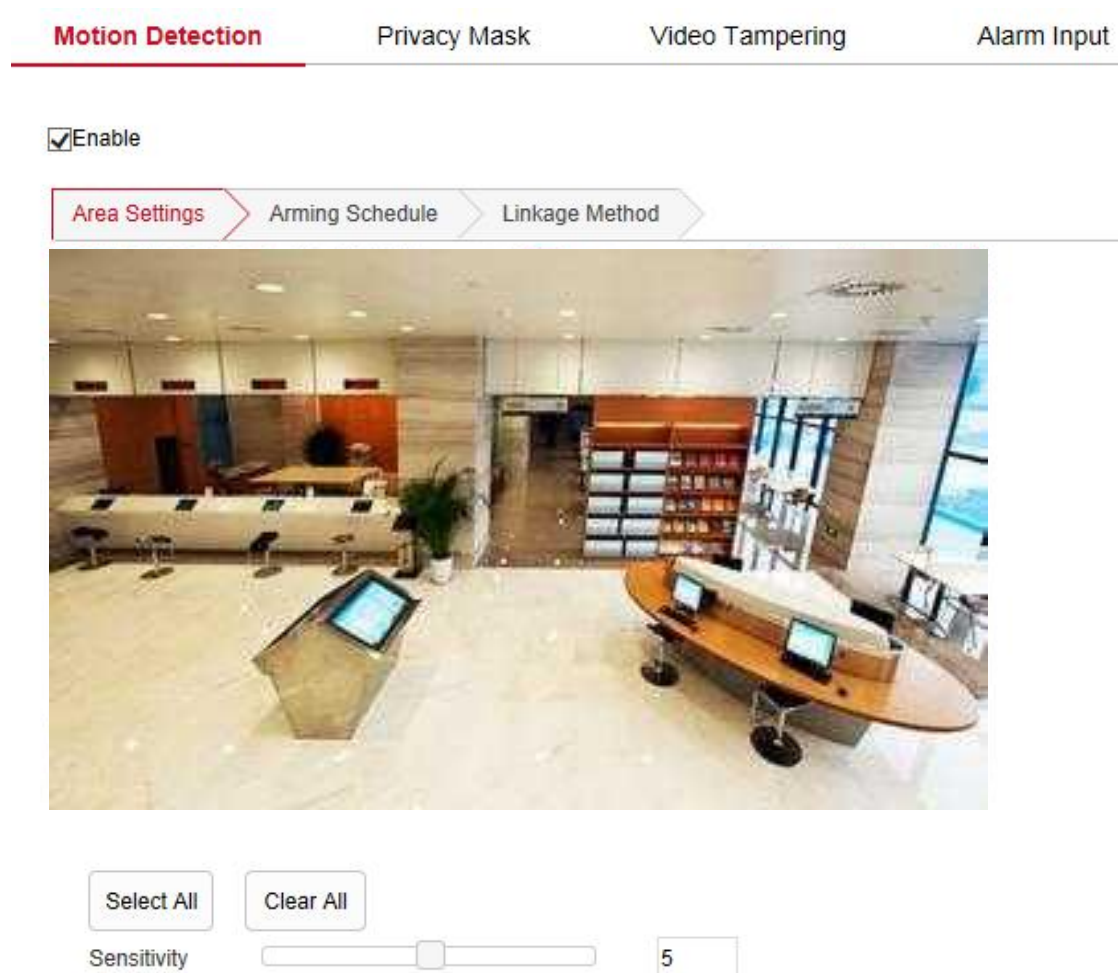 Motion Detection Privacy Mask Video Tampering Alarm Input
Enable
Area Settings Arming Schedule Linkage Method
Select All Clear All
Sensitivity 5